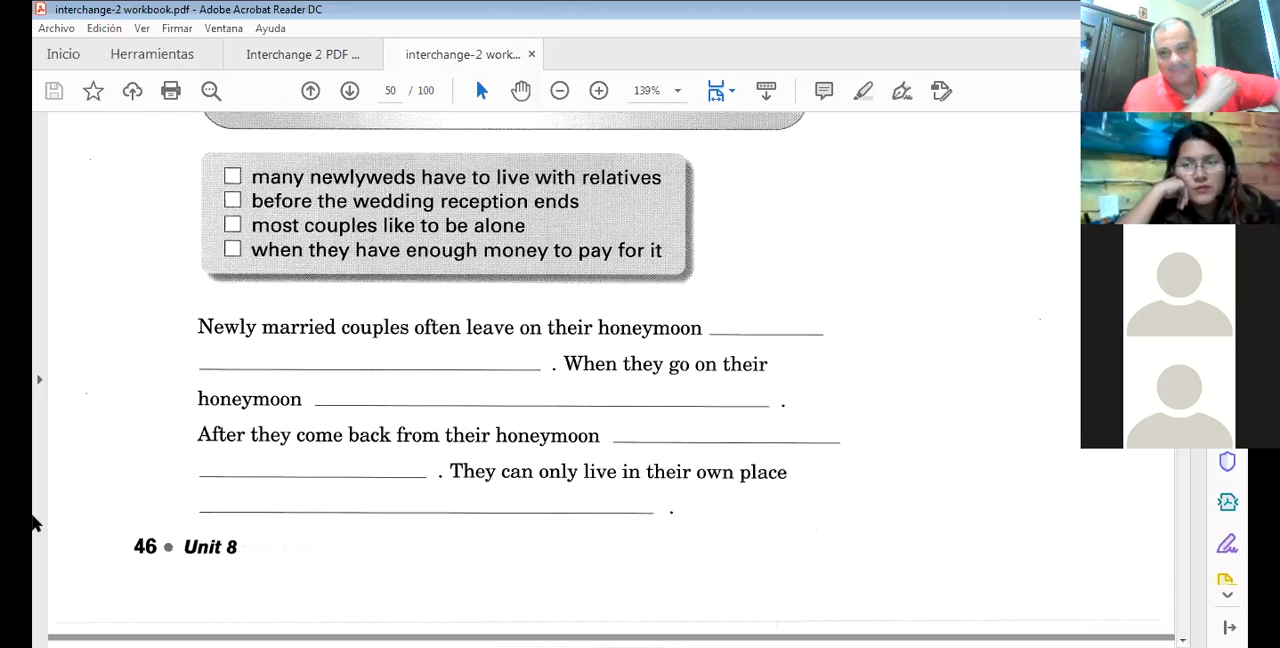 interchange-2 workbook.pdf - Adobe Acrobat Reader DC
Archivo Edición Ver Firmar Ventana Ayuda
Inicio Herramientas Interchange 2 PDF ... interchange-2 work... ×
50 / 100 139%
many newlyweds have to live with relatives
before the wedding reception ends
most couples like to be alone
when they have enough money to pay for it
Newly married couples often leave on their honeymoon
. When they go on their
honeymoon .
After they come back from their honeymoon
. They can only live in their own place
.
46 • Unit 8